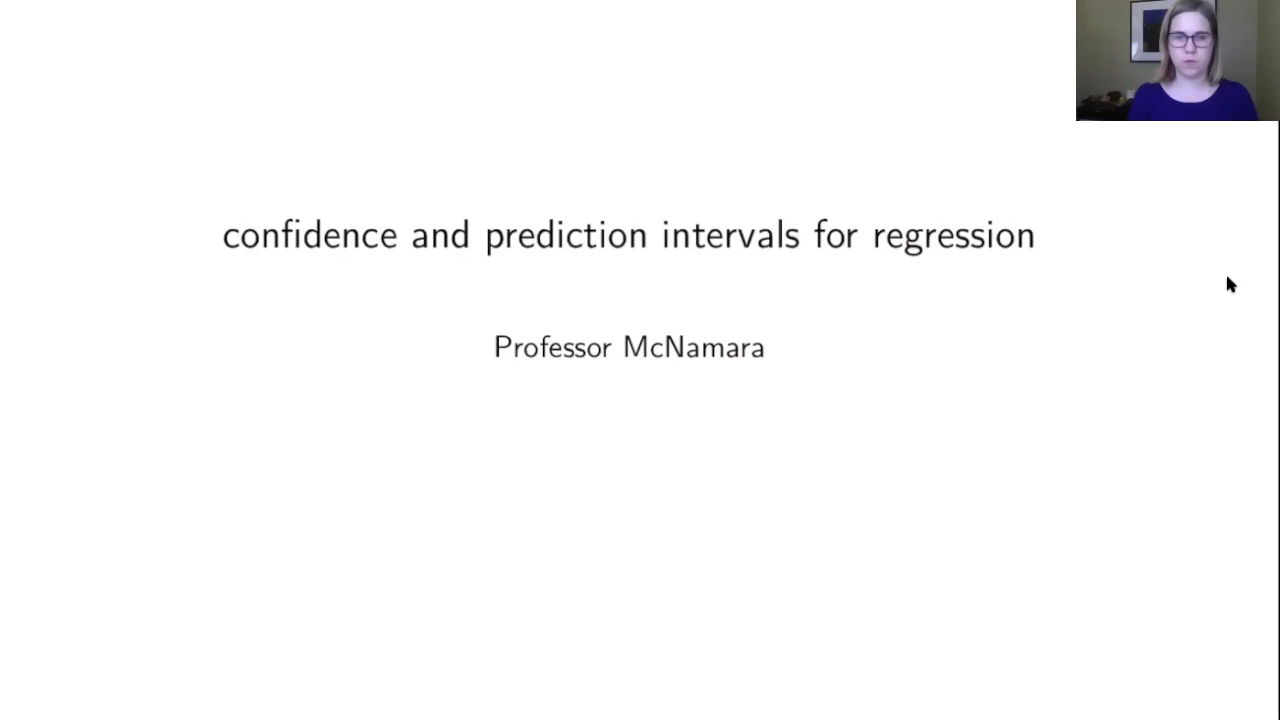 confidence and prediction intervals for regression
Professor McNamara